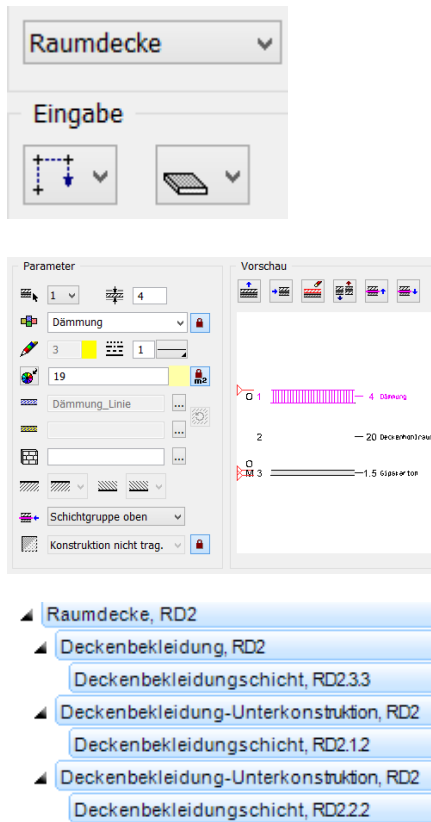 Raumdecke
Eingabe
Parameter
Vorschau
1
4
Dämmung
3
1
19
m2
Dämmung_Linie
...
...
...
Schichtgruppe oben
Konstruktion nicht trag.
O 1
4 Dämmung
2
20 Deckenhohlrau
O
M 3
1.5 Gipskarton
Raumdecke, RD2
Deckenbekleidung, RD2
Deckenbekleidungschicht, RD2.3.3
Deckenbekleidung-Unterkonstruktion, RD2
Deckenbekleidungschicht, RD2.1.2
Deckenbekleidung-Unterkonstruktion, RD2
Deckenbekleidungschicht, RD2.2.2